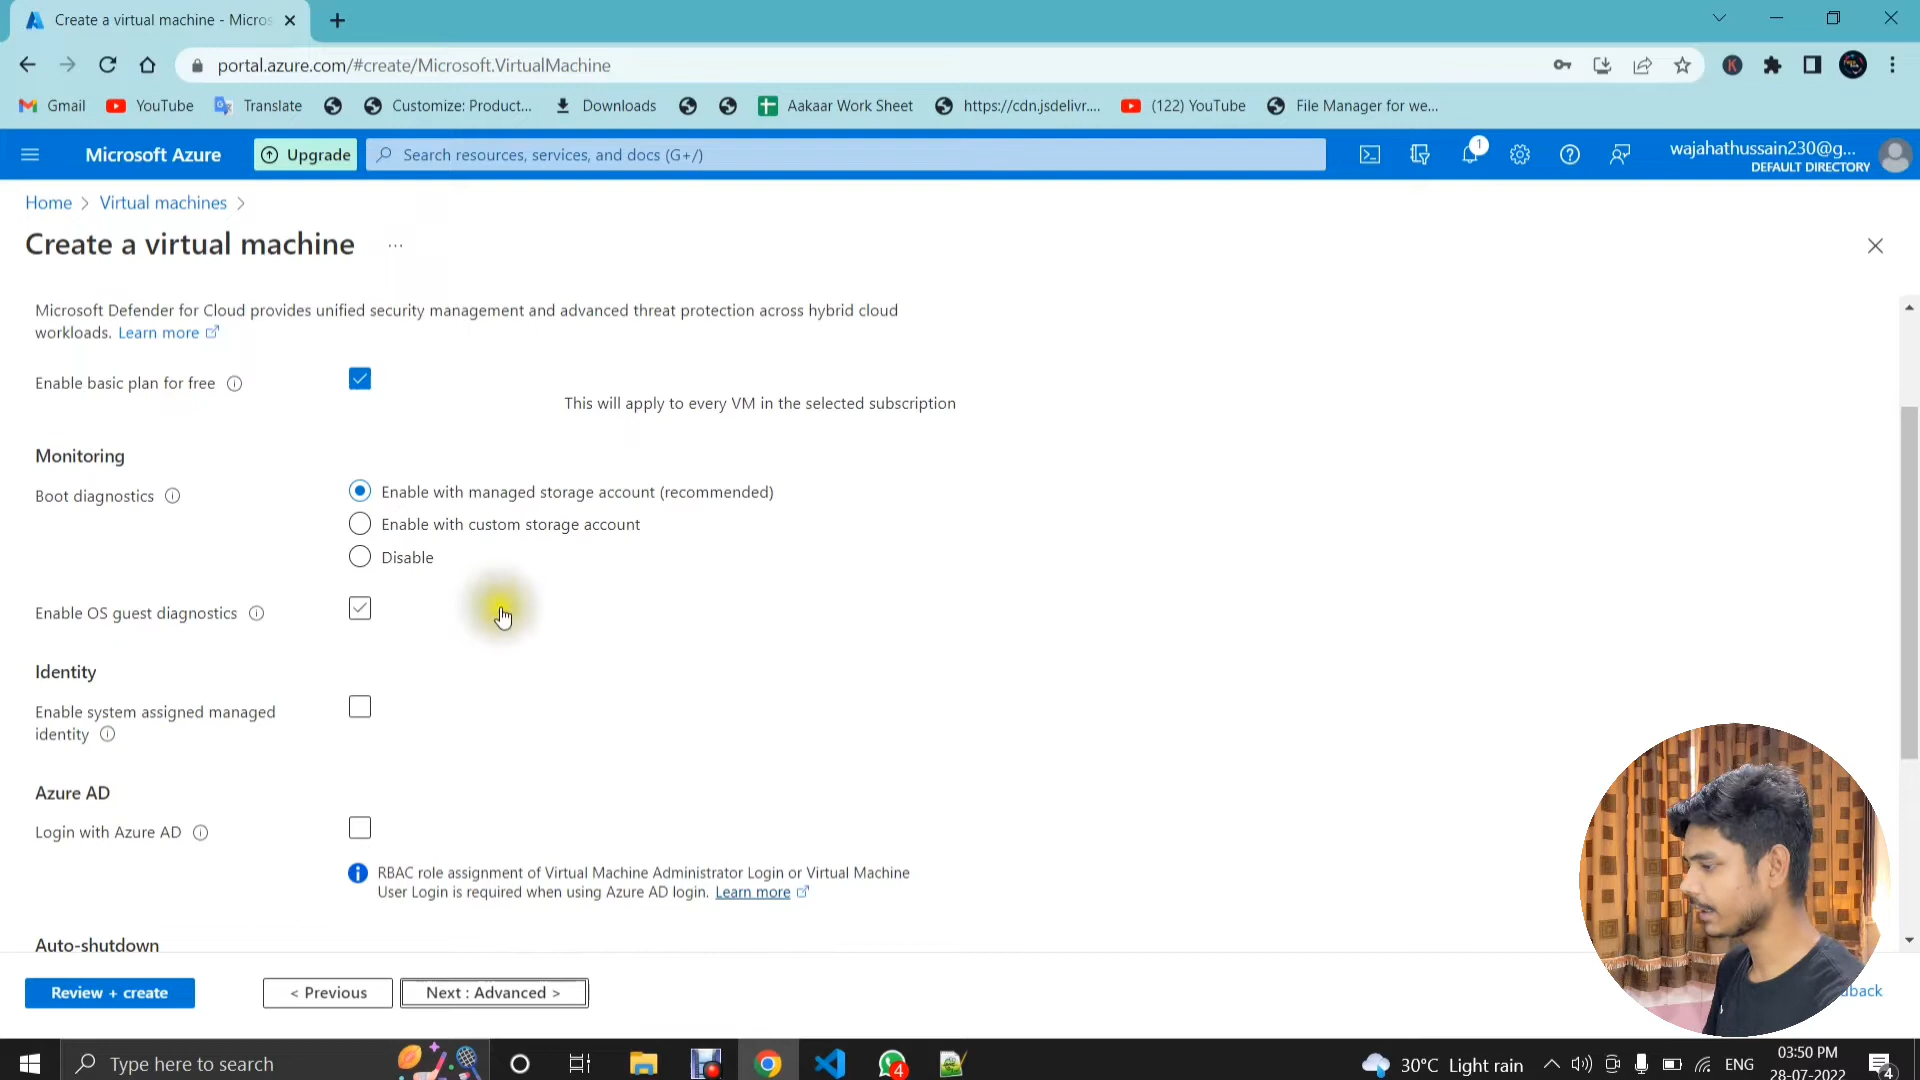 Create a virtual machine - Micros
portal.azure.com/#create/Microsoft.VirtualMachine
K
Gmail
YouTube
Translate
Customize: Product...
Downloads
Aakaar Work Sheet
https://cdn.jsdelivr....
(122) YouTube
File Manager for we...
Microsoft Azure
Upgrade
Search resources, services, and docs (G+/)
1
wajahathussain230@g...
DEFAULT DIRECTORY
Home > Virtual machines >
Create a virtual machine ...
Microsoft Defender for Cloud provides unified security management and advanced threat protection across hybrid cloud
workloads. Learn more
Enable basic plan for free
This will apply to every VM in the selected subscription
Monitoring
Boot diagnostics
Enable with managed storage account (recommended)
Enable with custom storage account
Disable
Enable OS guest diagnostics
Identity
Enable system assigned managed
identity
Azure AD
Login with Azure AD
RBAC role assignment of Virtual Machine Administrator Login or Virtual Machine
User Login is required when using Azure AD login. Learn more
Auto-shutdown
Review + create
< Previous
Next : Advanced >
back
Type here to search
4
30°C Light rain
ENG
03:50 PM
28-07-2022
4